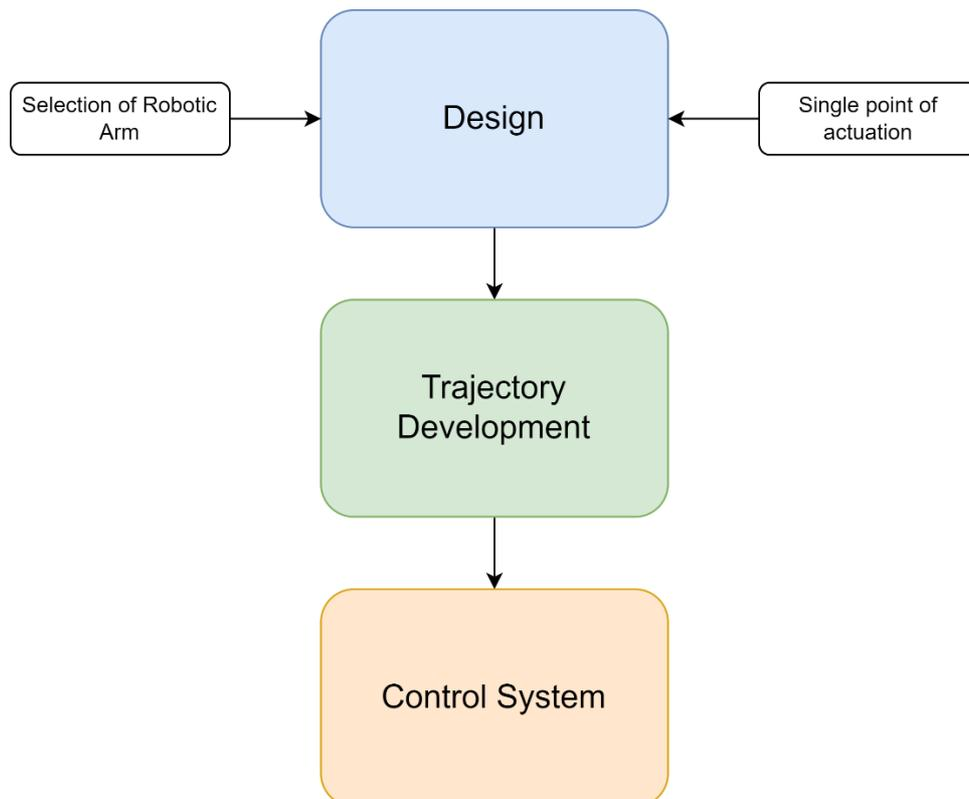 Selection of Robotic
Arm
Design
Single point of
actuation
Trajectory
Development
Control System